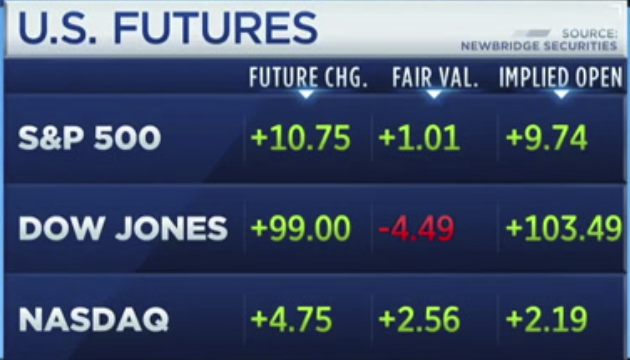 U.S. FUTURES
SOURCE:
NEWBRIDGE SECURITIES
FUTURE CHG. FAIR VAL. IMPLIED OPEN
S&P 500 +10.75 +1.01 +9.74
DOW JONES +99.00 -4.49 +103.49
NASDAQ +4.75 +2.56 +2.19